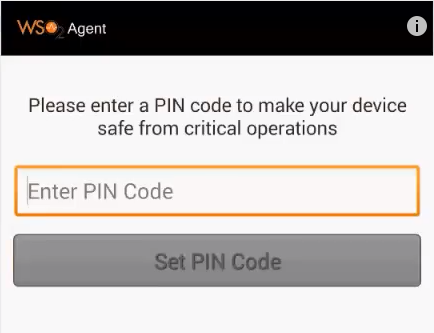 WSO2 Agent
i
Please enter a PIN code to make your device
safe from critical operations
Enter PIN Code
Set PIN Code